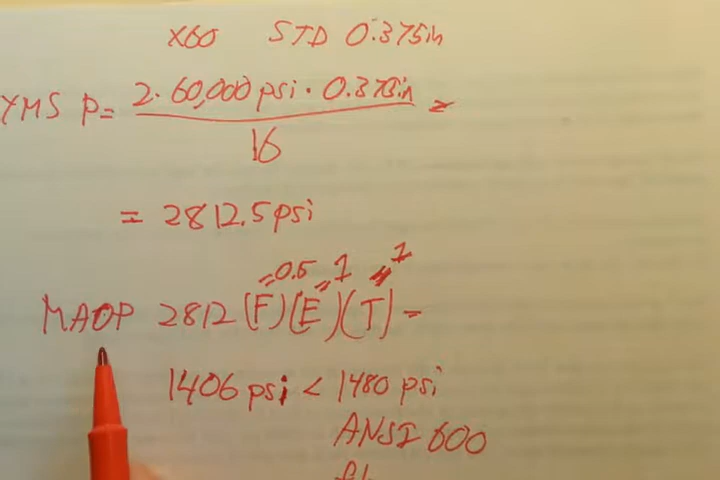 X60 STD 0.375in
YMS P= 2·60,000 psi · 0.375in =
16
= 2812.5 psi
=0.5 =1 =1
MAOP 2812 (F)(E)(T) =
1406 psi < 1480 psi
ANSI 600